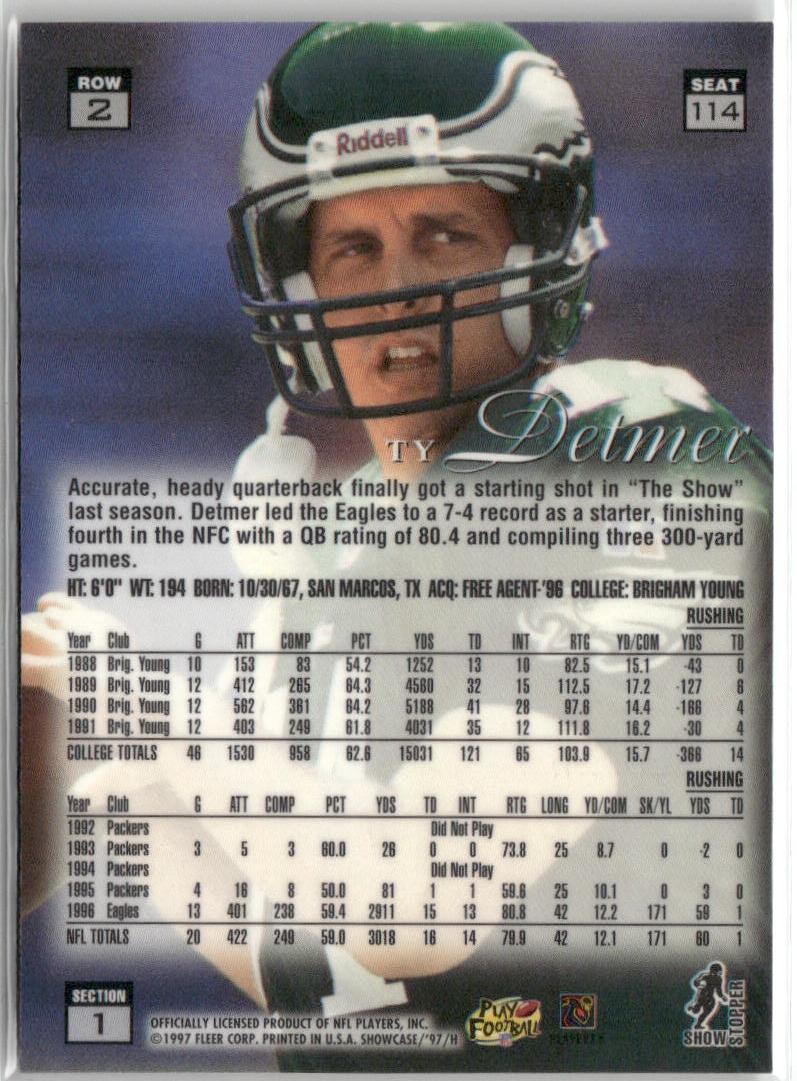 ROW
2
SEAT
114
Riddell
TY Detmer
Accurate, heady quarterback finally got a starting shot in "The Show"
last season. Detmer led the Eagles to a 7-4 record as a starter, finishing
fourth in the NFC with a QB rating of 80.4 and compiling three 300-yard
games.
HT: 6'0" WT: 194 BORN: 10/30/67, SAN MARCOS, TX ACQ: FREE AGENT-'96 COLLEGE: BRIGHAM YOUNG
RUSHING
Year Club G ATT COMP PCT YDS TD INT RTG YD/COM YDS TD
1988 Brig. Young 10 153 83 54.2 1252 13 10 82.5 15.1 -43 0
1989 Brig. Young 12 412 265 64.3 4560 32 15 112.5 17.2 -127 6
1990 Brig. Young 12 562 361 64.2 5188 41 28 97.6 14.4 -166 4
1991 Brig. Young 12 403 249 61.8 4031 35 12 111.8 16.2 -30 4
COLLEGE TOTALS 46 1530 958 62.6 15031 121 65 103.9 15.7 -366 14
RUSHING
Year Club G ATT COMP PCT YDS TD INT RTG LONG YD/COM SK/YL YDS TD
1992 Packers Did Not Play
1993 Packers 3 5 3 60.0 26 0 0 73.8 25 8.7 0 -2 0
1994 Packers Did Not Play
1995 Packers 4 16 8 50.0 81 1 1 59.6 25 10.1 0 3 0
1996 Eagles 13 401 238 59.4 2911 15 13 80.8 42 12.2 171 59 1
NFL TOTALS 20 422 249 59.0 3018 16 14 79.9 42 12.1 171 60 1
SECTION
1
OFFICIALLY LICENSED PRODUCT OF NFL PLAYERS, INC.
©1997 FLEER CORP. PRINTED IN U.S.A. SHOWCASE/'97/H
PLAY
FOOTBALL
PLAYERS
SHOW
STOPPER